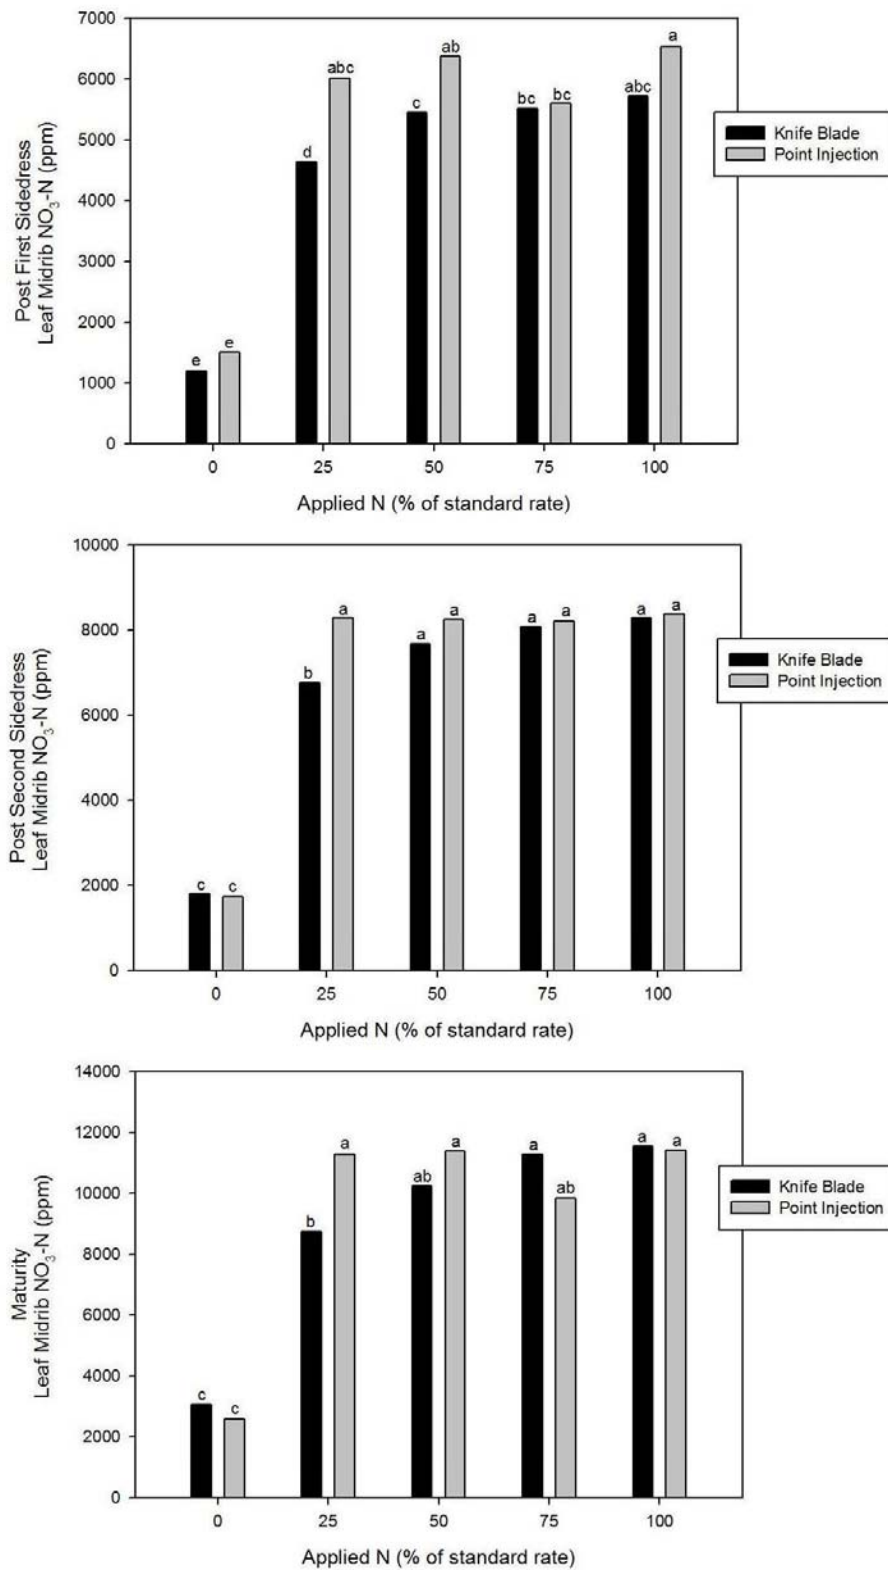 7000
6000
5000
4000
3000
2000
1000
0
Post First Sidedress
Leaf Midrib NO3-N (ppm)
e e d abc c ab bc bc abc a
Knife Blade
Point Injection
0 25 50 75 100
Applied N (% of standard rate)
10000
8000
6000
4000
2000
0
Post Second Sidedress
Leaf Midrib NO3-N (ppm)
c c b a a a a a a a
Knife Blade
Point Injection
0 25 50 75 100
Applied N (% of standard rate)
14000
12000
10000
8000
6000
4000
2000
0
Maturity
Leaf Midrib NO3-N (ppm)
c c b a ab a a ab a a
Knife Blade
Point Injection
0 25 50 75 100
Applied N (% of standard rate)